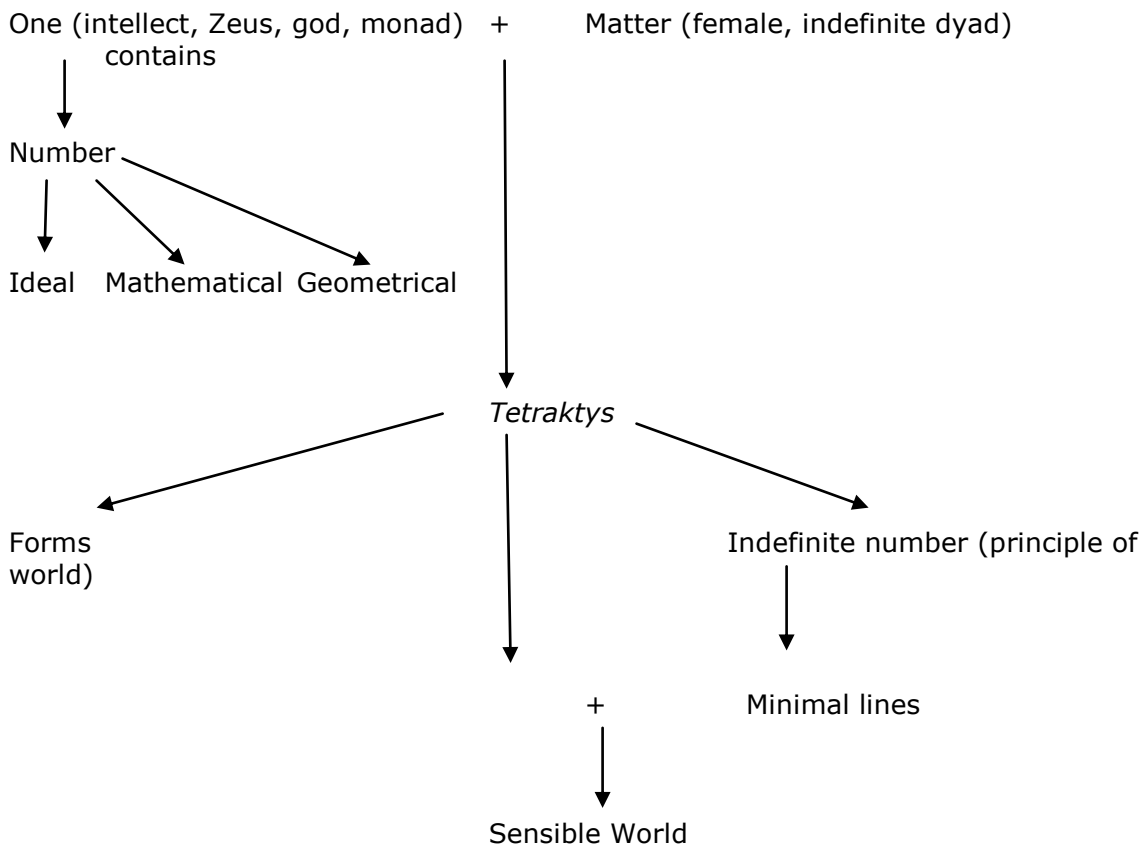 One (intellect, Zeus, god, monad) + Matter (female, indefinite dyad)
contains
Number
Ideal Mathematical Geometrical
Tetraktys
Forms Indefinite number (principle of
world)
+ Minimal lines
Sensible World